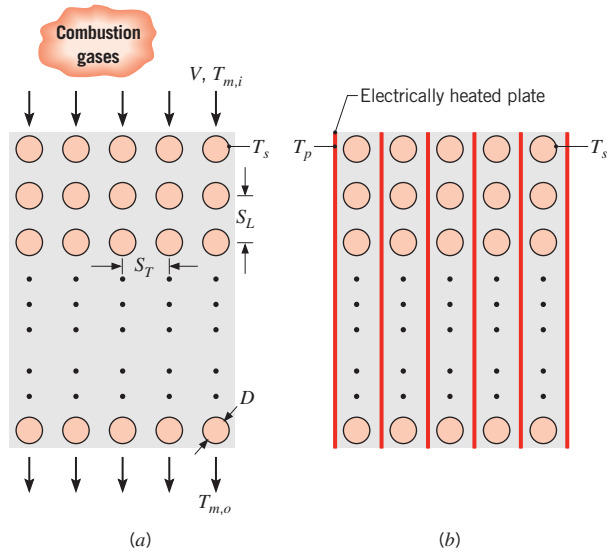 Combustion
gases
V, T_{m,i}
T_s
S_L
S_T
D
T_{m,o}
(a)
Electrically heated plate
T_p
T_s
(b)